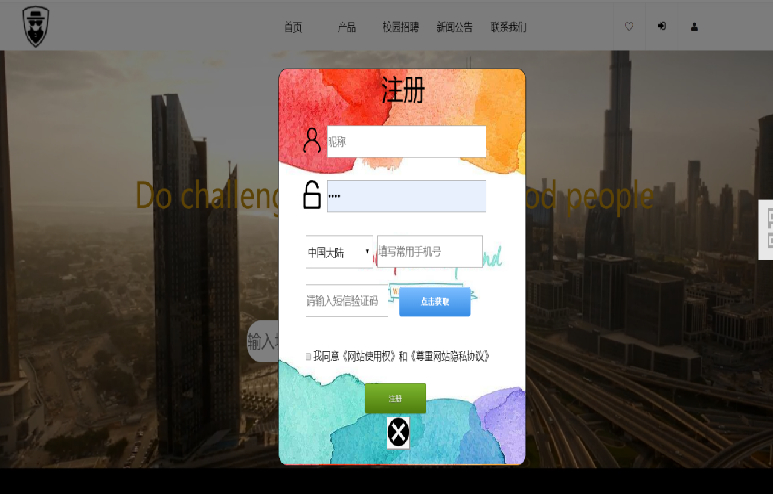 首页 产品 校园招聘 新闻公告 联系我们
注册
昵称
Do challeng ood people
••••
中国大陆 填写常用手机号
nd
请输入短信验证码 点击获取
输入
我同意《网站使用权》和《尊重网站隐私协议》
注册